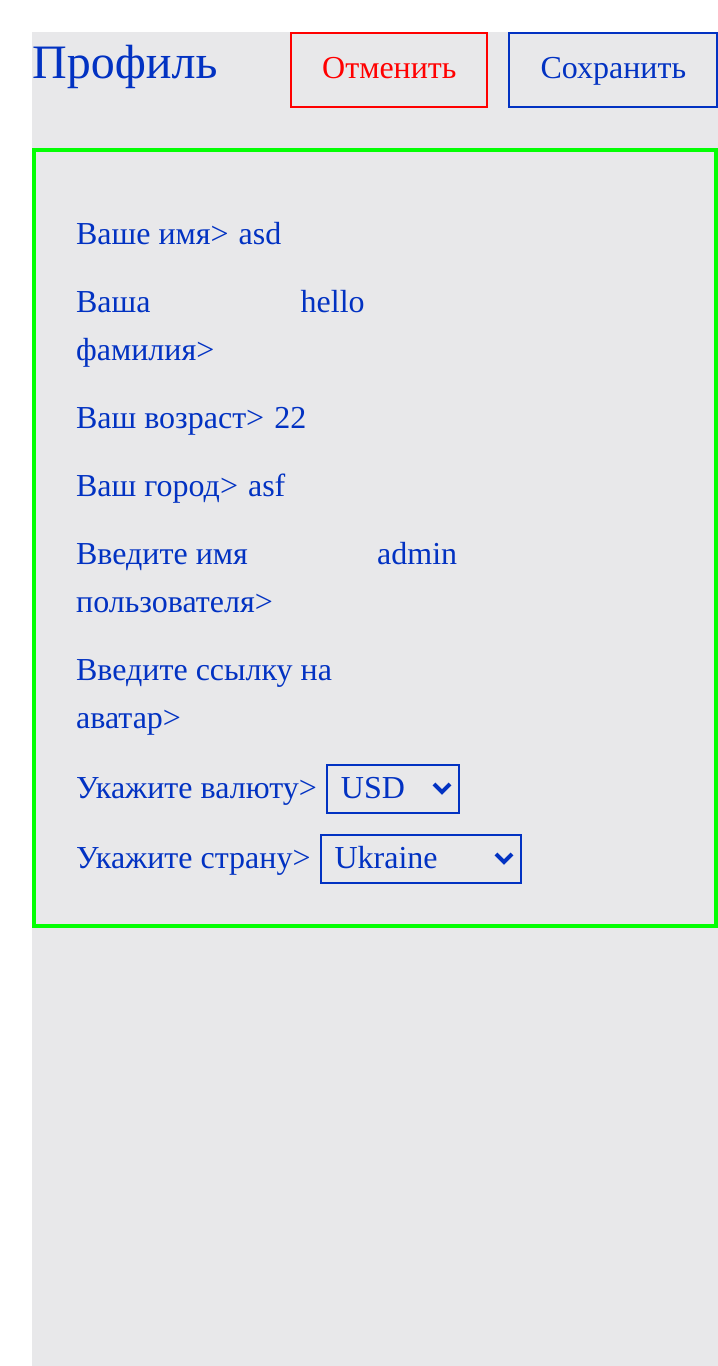 Профиль Отменить Сохранить
Ваше имя> asd
Ваша hello
фамилия>
Ваш возраст> 22
Ваш город> asf
Введите имя admin
пользователя>
Введите ссылку на
аватар>
Укажите валюту> USD
Укажите страну> Ukraine